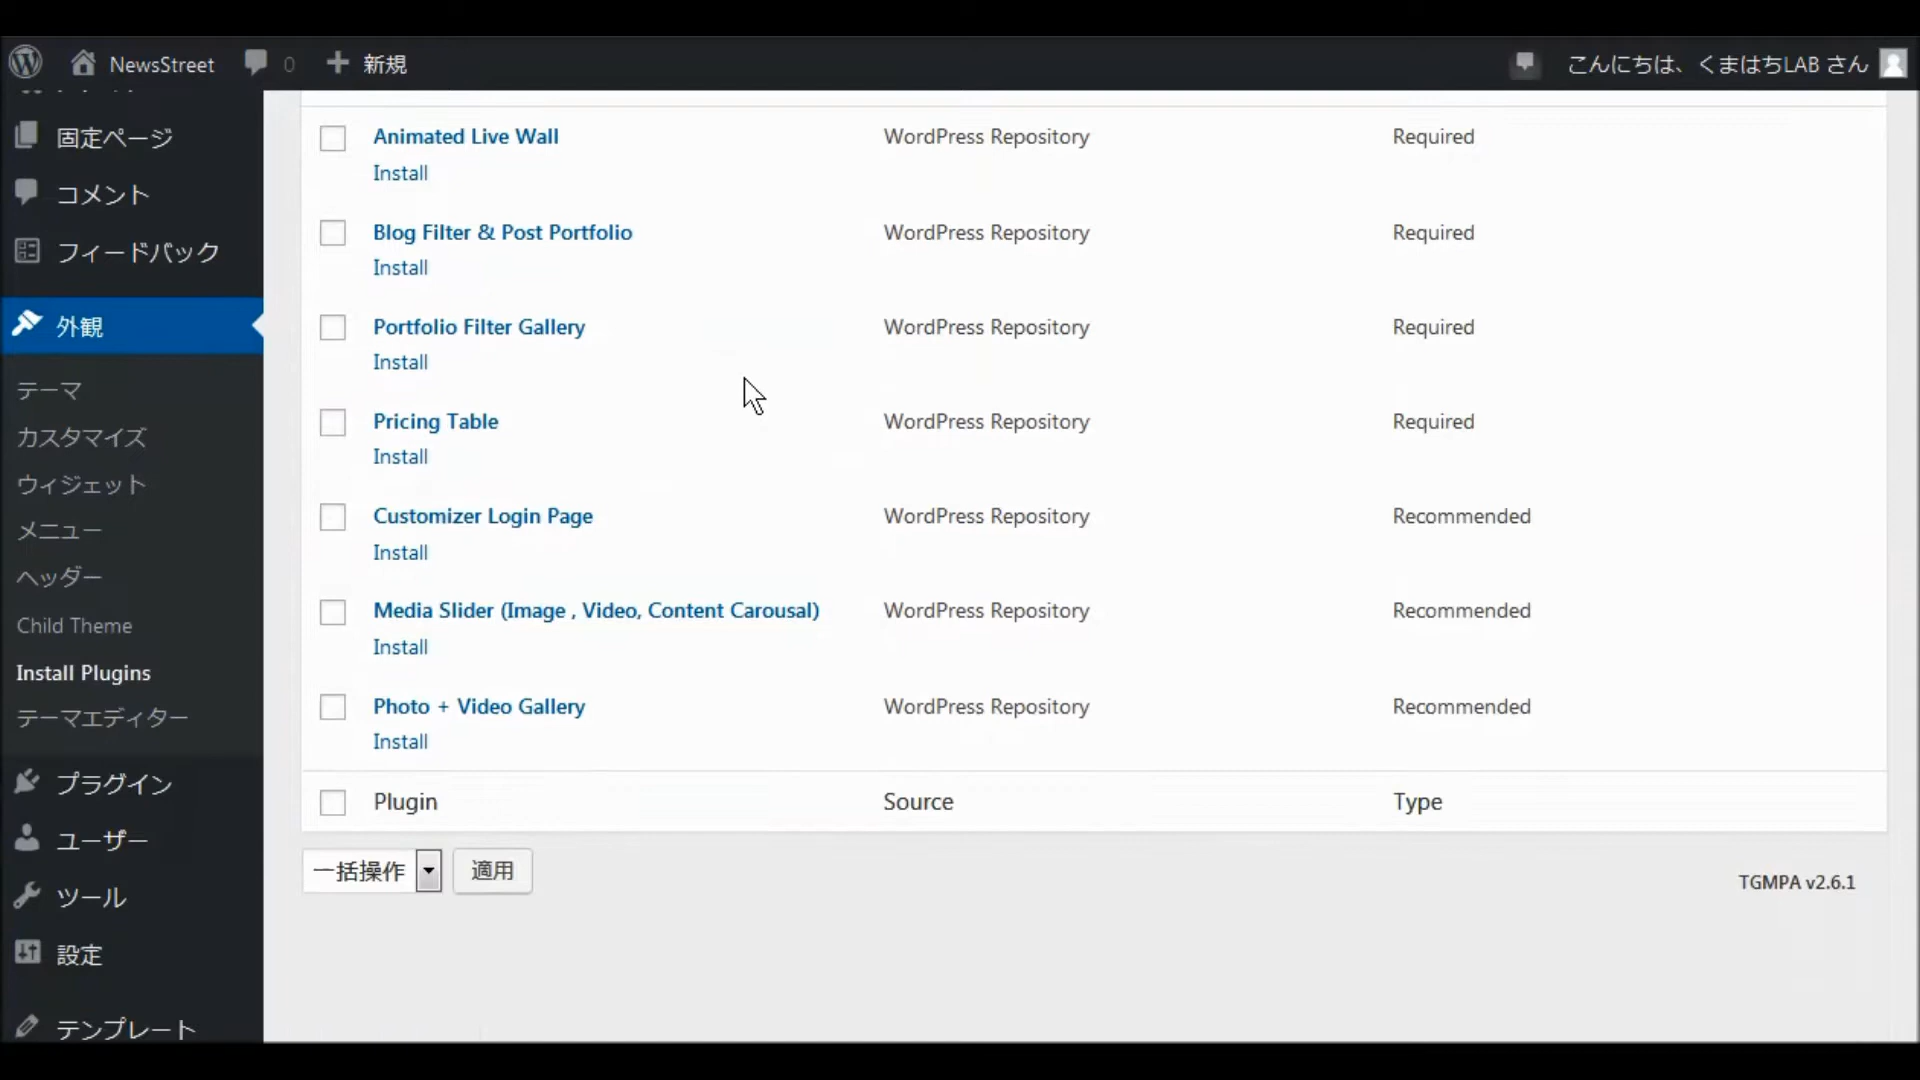 NewsStreet 0 新規 こんにちは、くまはちLAB さん
固定ページ
コメント
フィードバック
外観
テーマ
カスタマイズ
ウィジェット
メニュー
ヘッダー
Child Theme
Install Plugins
テーマエディター
プラグイン
ユーザー
ツール
設定
テンプレート
Animated Live Wall WordPress Repository Required
Install
Blog Filter & Post Portfolio WordPress Repository Required
Install
Portfolio Filter Gallery WordPress Repository Required
Install
Pricing Table WordPress Repository Required
Install
Customizer Login Page WordPress Repository Recommended
Install
Media Slider (Image , Video, Content Carousal) WordPress Repository Recommended
Install
Photo + Video Gallery WordPress Repository Recommended
Install
Plugin Source Type
一括操作 適用
TGMPA v2.6.1